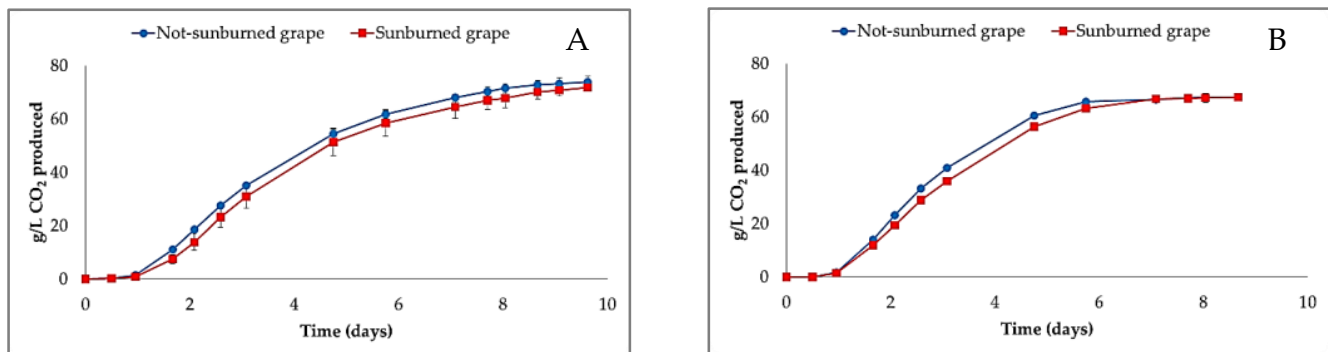 Not-sunburned grape Sunburned grape A
g/L CO₂ produced
80
60
40
20
0
0 2 4 6 8 10
Time (days)
Not-sunburned grape Sunburned grape B
g/L CO₂ produced
80
60
40
20
0
0 2 4 6 8 10
Time (days)